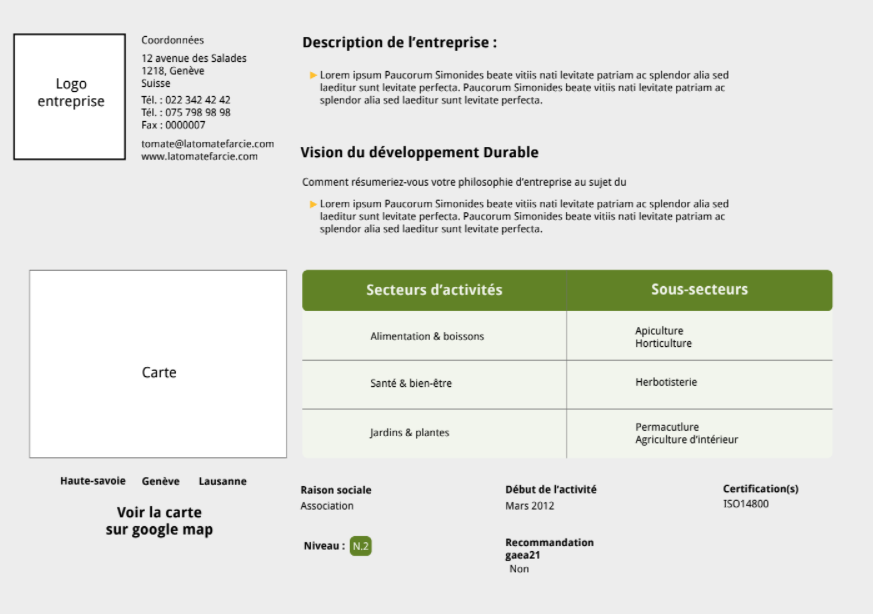 Logo
entreprise
Coordonnées
12 avenue des Salades
1218, Genève
Suisse
Tél. : 022 342 42 42
Tél. : 075 798 98 98
Fax : 0000007
tomate@latomatefarcie.com
www.latomatefarcie.com
Description de l'entreprise :
Lorem ipsum Paucorum Simonides beate vitiis nati levitate patriam ac splendor alia sed
laeditur sunt levitate perfecta. Paucorum Simonides beate vitiis nati levitate patriam ac
splendor alia sed laeditur sunt levitate perfecta.
Vision du développement Durable
Comment résumeriez-vous votre philosophie d'entreprise au sujet du
Lorem ipsum Paucorum Simonides beate vitiis nati levitate patriam ac splendor alia sed
laeditur sunt levitate perfecta. Paucorum Simonides beate vitiis nati levitate patriam ac
splendor alia sed laeditur sunt levitate perfecta.
Carte
Haute-savoie Genève Lausanne
Voir la carte
sur google map
Secteurs d'activités Sous-secteurs
Alimentation & boissons
Apiculture
Horticulture
Santé & bien-être
Herbotisterie
Jardins & plantes
Permacutlure
Agriculture d'intérieur
Raison sociale
Association
Début de l'activité
Mars 2012
Certification(s)
ISO14800
Niveau : N.2
Recommandation
gaea21
Non